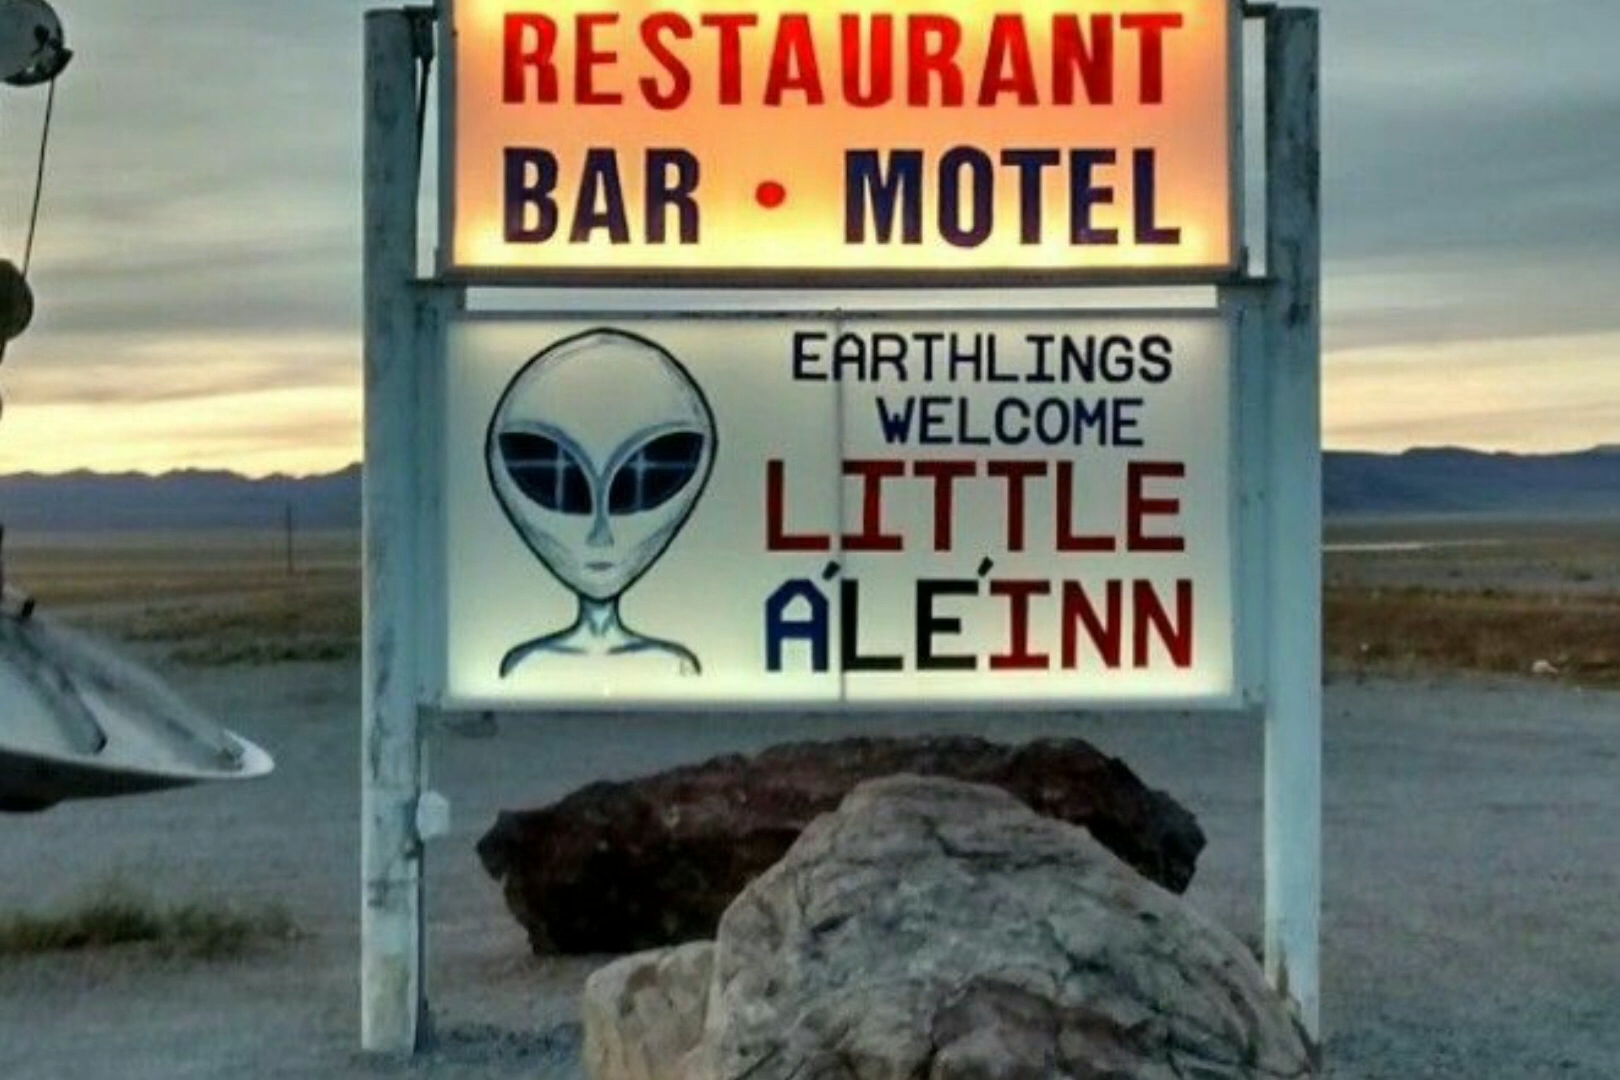 RESTAURANT
BAR • MOTEL
EARTHLINGS
WELCOME
LITTLE
A'LE'INN